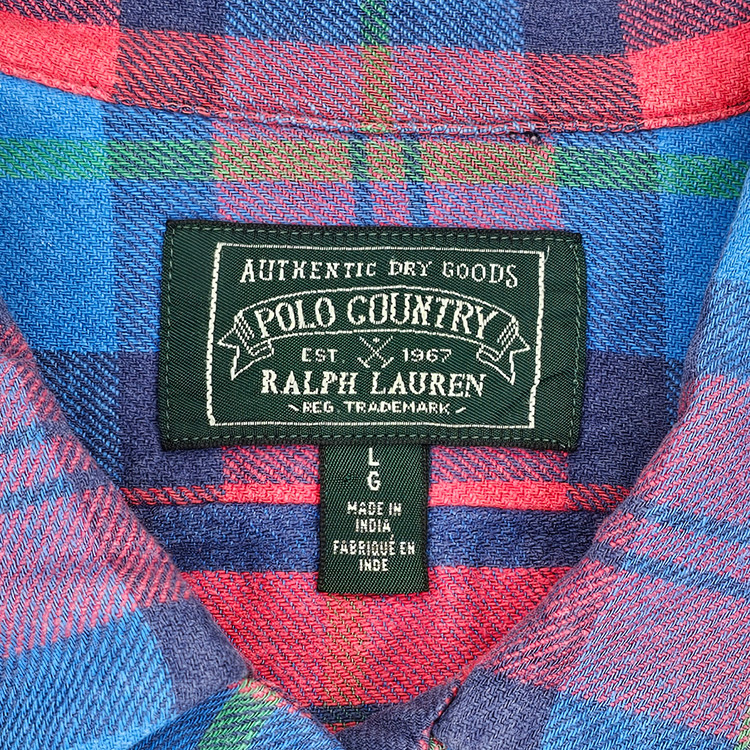 AUTHENTIC DRY GOODS
POLO COUNTRY
EST. 1967
RALPH LAUREN
REG. TRADEMARK
L
G
MADE IN
INDIA
FABRIQUÉ EN
INDE